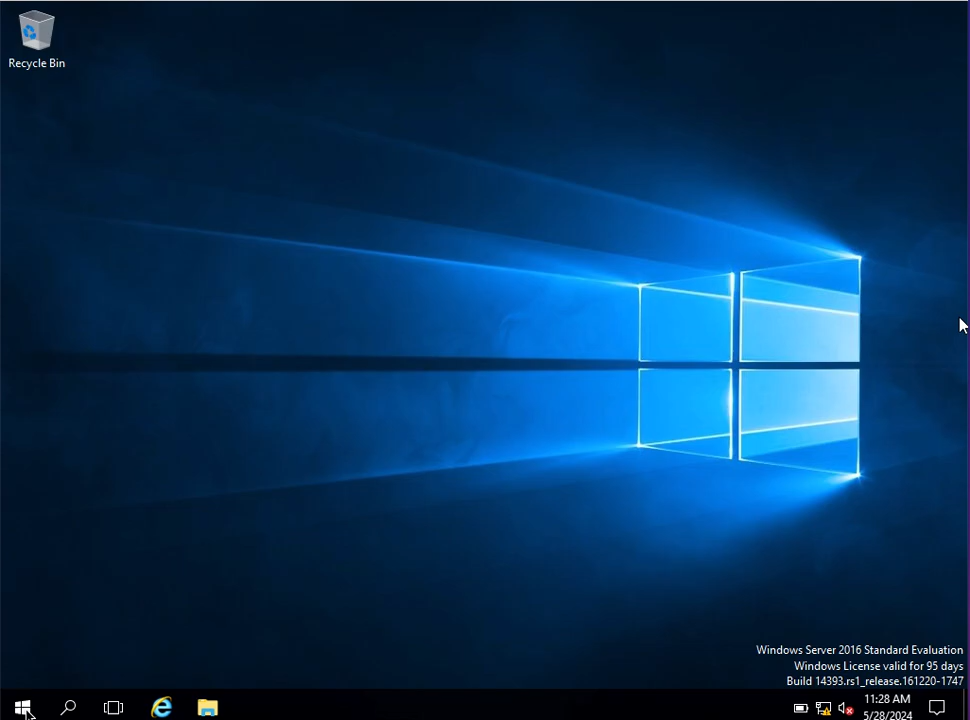 Recycle Bin
Windows Server 2016 Standard Evaluation
Windows License valid for 95 days
Build 14393.rs1_release.161220-1747
11:28 AM
5/28/2024